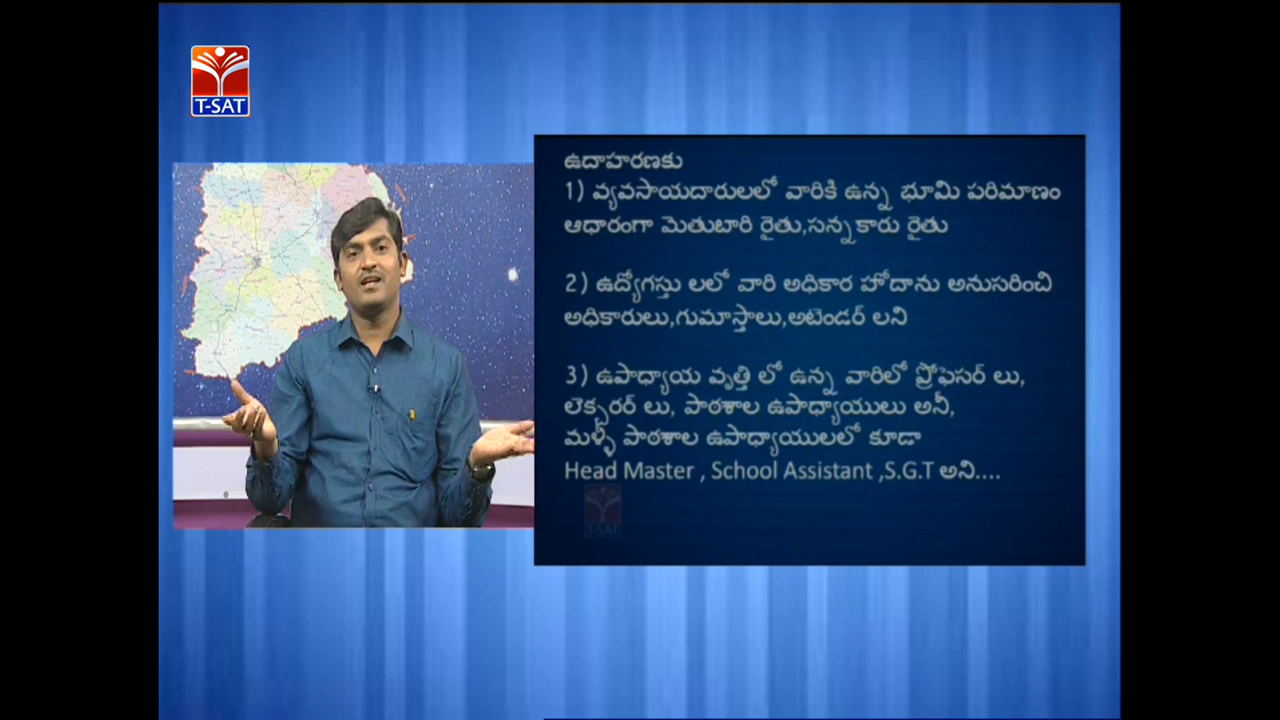 T-SAT
ఉదాహరణకు
1) వ్యవసాయదారులలో వారికి ఉన్న భూమి పరిమాణం
ఆధారంగా మెతుబారి రైతు,సన్నకారు రైతు
2) ఉద్యోగస్తు లలో వారి అధికార హోదాను అనుసరించి
అధికారులు,గుమాస్తాలు,అటెండర్ లని
3) ఉపాధ్యాయ వృత్తి లో ఉన్న వారిలో ప్రోఫెసర్ లు,
లెక్చరర్ లు, పాఠశాల ఉపాధ్యాయులు అనీ,
మళ్ళీ పాఠశాల ఉపాధ్యాయులలో కూడా
Head Master , School Assistant ,S.G.T అని....
T-SAT